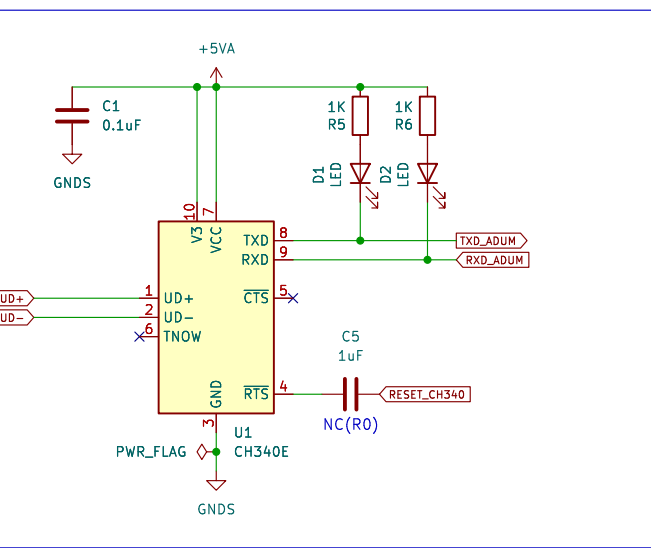 +5VA
C1
0.1uF
GNDS
1K
R5
1K
R6
D1
LED
D2
LED
10
7
V3
VCC
TXD
8
TXD_ADUM
RXD
9
RXD_ADUM
UD+
1
UD+
CTS
5
UD-
2
UD-
6
TNOW
C5
1uF
GND
RTS
4
RESET_CH340
NC(R0)
3
U1
PWR_FLAG
CH340E
GNDS